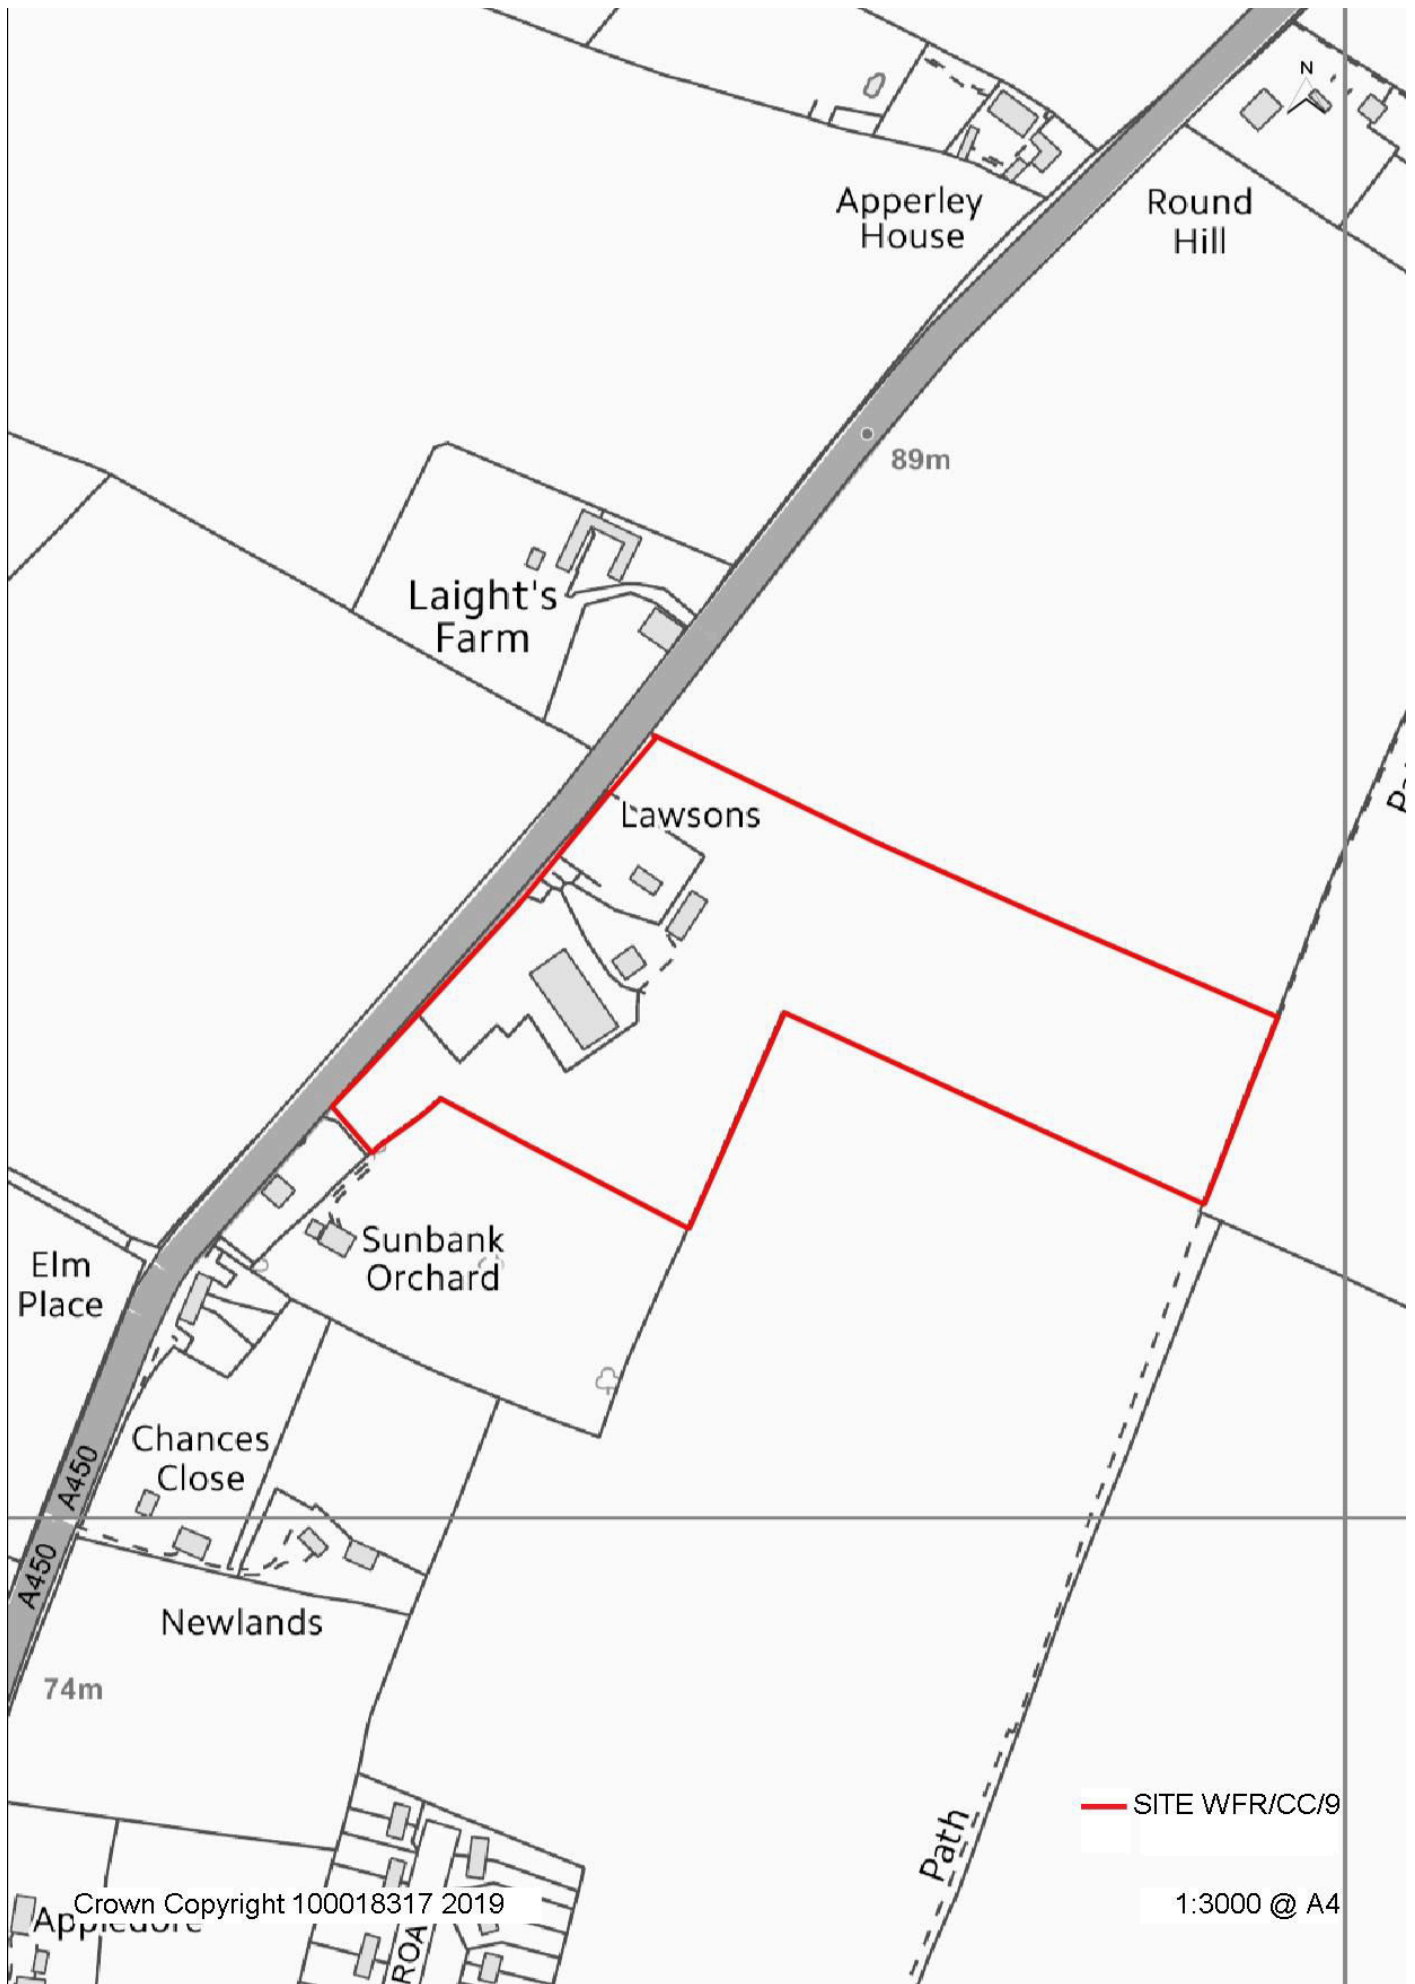 N
Apperley
House
Round
Hill
89m
Laight's
Farm
Lawsons
Sunbank
Orchard
Elm
Place
Chances
Close
A450
A450
Newlands
74m
SITE WFR/CC/9
Path
Crown Copyright 100018317 2019
1:3000 @ A4